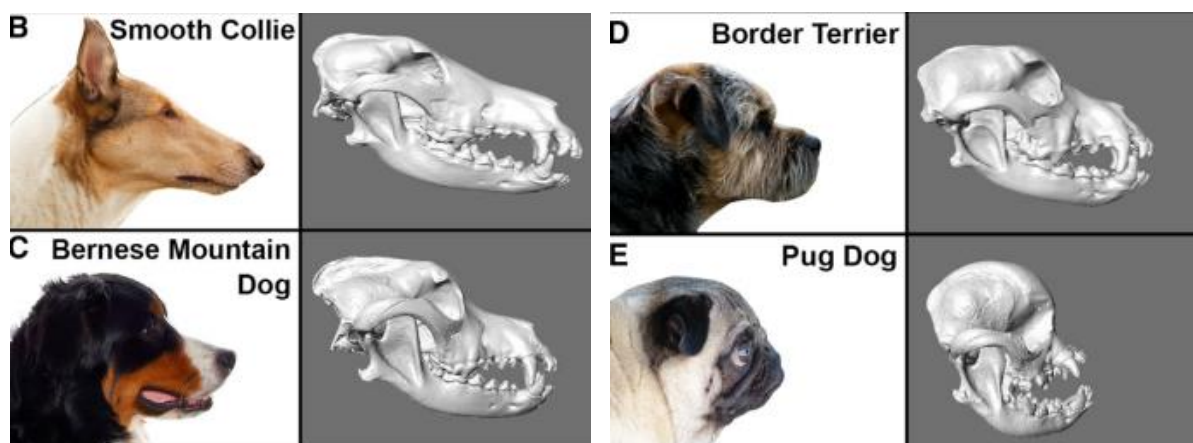 B Smooth Collie
C Bernese Mountain
Dog
D Border Terrier
E Pug Dog